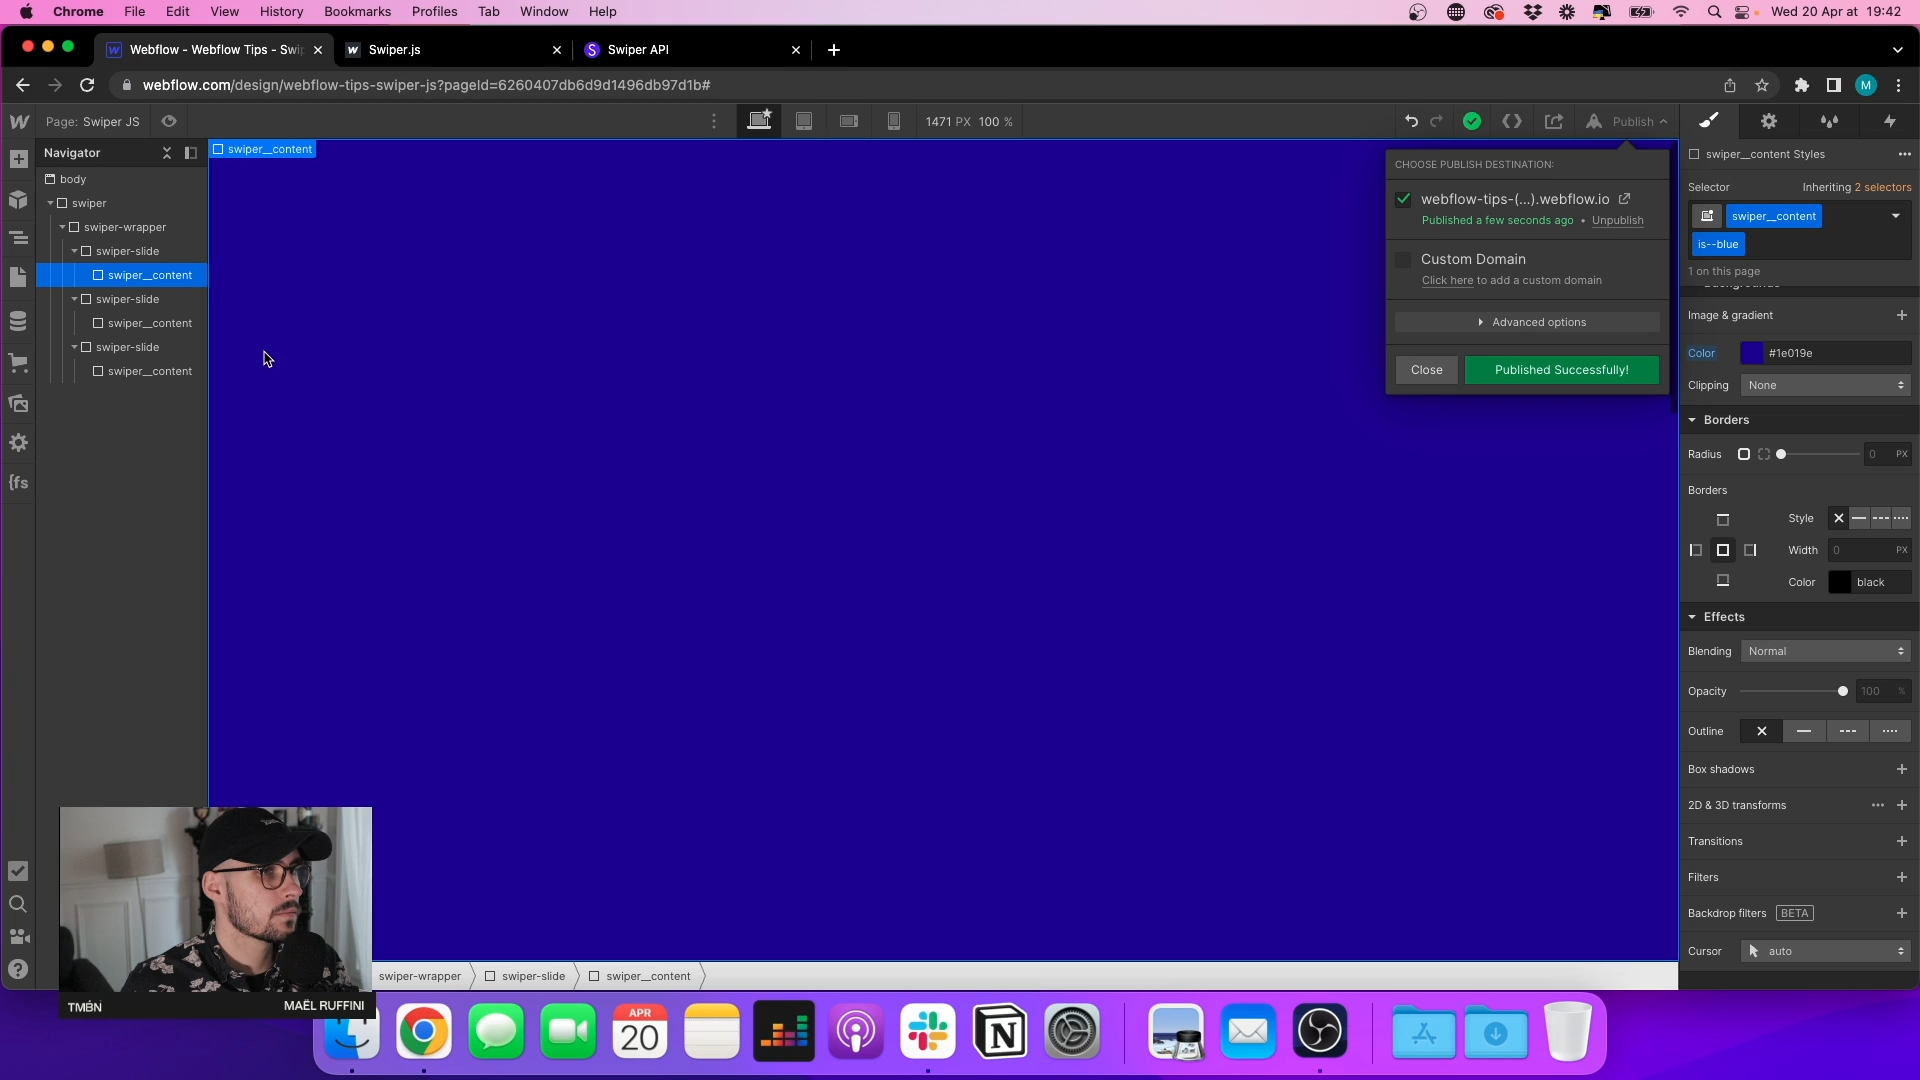 Chrome File Edit View History Bookmarks Profiles Tab Window Help Wed 20 Apr at 19:42
Webflow - Webflow Tips - Swi Swiper.js Swiper API
webflow.com/design/webflow-tips-swiper-js?pageId=6260407db6d9d1496db97d1b# M
Page: Swiper JS 1471 PX 100 % Publish
Navigator
body
swiper
swiper-wrapper
swiper-slide
swiper__content
swiper-slide
swiper__content
swiper-slide
swiper__content
{fs
swiper__content
CHOOSE PUBLISH DESTINATION:
webflow-tips-(...).webflow.io
Published a few seconds ago • Unpublish
Custom Domain
Click here to add a custom domain
Advanced options
Close Published Successfully!
swiper__content Styles
Selector Inheriting 2 selectors
swiper__content
is--blue
1 on this page
Backgrounds
Image & gradient
Color #1e019e
Clipping None
Borders
Radius 0 PX
Borders
Style
Width 0 PX
Color black
Effects
Blending Normal
Opacity 100 %
Outline
Box shadows
2D & 3D transforms
Transitions
Filters
Backdrop filters BETA
Cursor auto
swiper-wrapper swiper-slide swiper__content
TMBN MAËL RUFFINI
APR
20